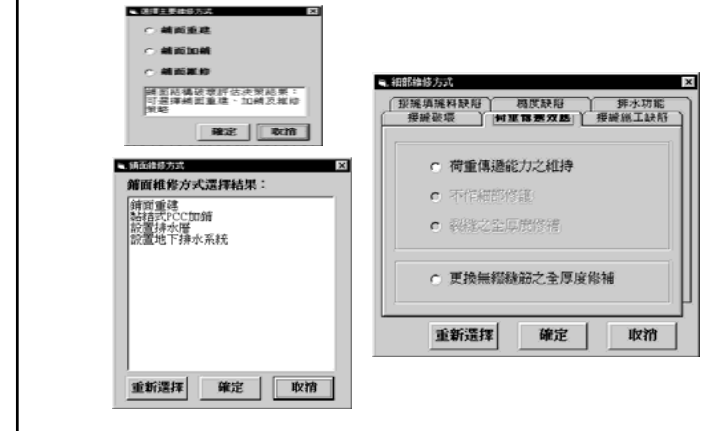 選擇主要維修方式
鋪面重建
鋪面加鋪
鋪面維修
鋪面結構破壞評估決策結果：
可選擇鋪面重建、加鋪及維修
策略
確定 取消
鋪面維修方式
鋪面維修方式選擇結果：
鋪面重建
黏結式PCC加鋪
設置排水層
設置地下排水系統
重新選擇 確定 取消
細部維修方式
接縫填縫料缺陷 糙度缺陷 排水功能
接縫破壞 荷重傳遞效能 接縫施工缺陷
荷重傳遞能力之維持
不作細部修護
裂縫之全厚度修補
更換無綴縫筋之全厚度修補
重新選擇 確定 取消